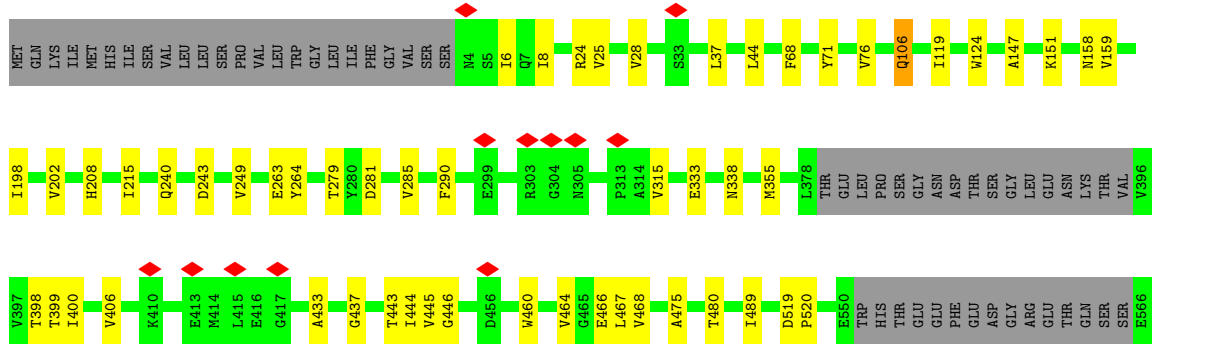 MET GLN LYS ILE MET HIS ILE SER VAL LEU LEU SER PRO VAL LEU TRP GLY LEU ILE PHE GLY VAL SER SER N4 S5 I6 Q7 I8 R24 V25 V28 S33 L37 L44 F68 Y71 V76 Q106 I119 W124 A147 K151 N158 V159
I198 V202 H208 I215 Q240 D243 V249 E263 Y264 T279 Y280 D281 V285 F290 E299 R303 G304 N305 P313 A314 V315 E333 N338 M355 L378 THR GLU LEU PRO SER GLY ASN ASP THR SER GLY LEU GLU ASN LYS THR VAL V396
V397 T398 T399 I400 V406 K410 E413 M414 L415 E416 G417 A433 G437 T443 I444 V445 G446 D456 W460 V464 G465 E466 L467 V468 A475 T480 I489 D519 P520 E550 TRP HIS THR GLU GLU PHE GLU ASP GLY ARG GLU THR GLN SER SER E566